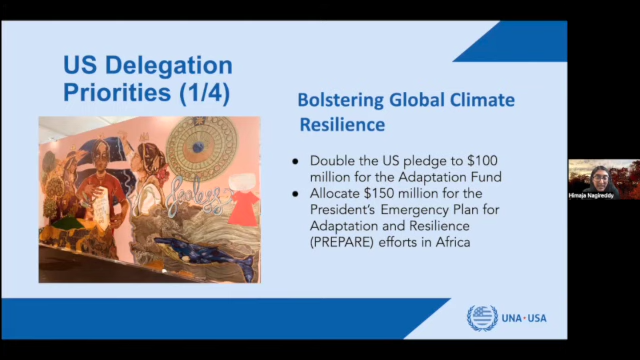 US Delegation
Priorities (1/4)
Bolstering Global Climate
Resilience
● Double the US pledge to $100
million for the Adaptation Fund
● Allocate $150 million for the
President's Emergency Plan for
Adaptation and Resilience
(PREPARE) efforts in Africa
Himaja Nagireddy
UNA-USA